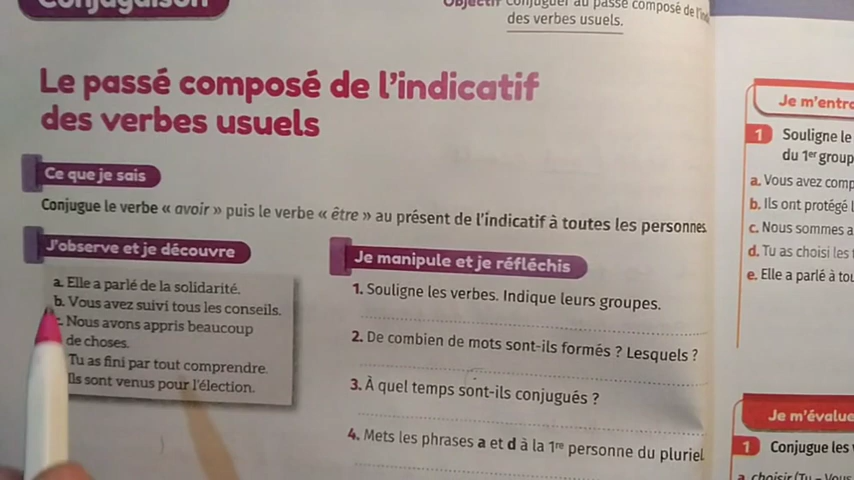 Conjugaison
Objectif Conjuguer au passé composé de
des verbes usuels.
Le passé composé de l'indicatif
des verbes usuels
Ce que je sais
Conjugue le verbe « avoir » puis le verbe « être » au présent de l'indicatif à toutes les personnes
J'observe et je découvre
a. Elle a parlé de la solidarité.
b. Vous avez suivi tous les conseils.
Nous avons appris beaucoup
de choses.
Tu as fini par tout comprendre.
Ils sont venus pour l'élection.
Je manipule et je réfléchis
1. Souligne les verbes. Indique leurs groupes.
2. De combien de mots sont-ils formés ? Lesquels ?
3. À quel temps sont-ils conjugués ?
4. Mets les phrases a et d à la 1re personne du pluriel
Je m'entra
1 Souligne le
du 1er group
a. Vous avez comp
b. Ils ont protégé l
c. Nous sommes a
d. Tu as choisi les
e. Elle a parlé à tou
Je m'évalue
1 Conjugue les
a. choisir (Tu – Vous